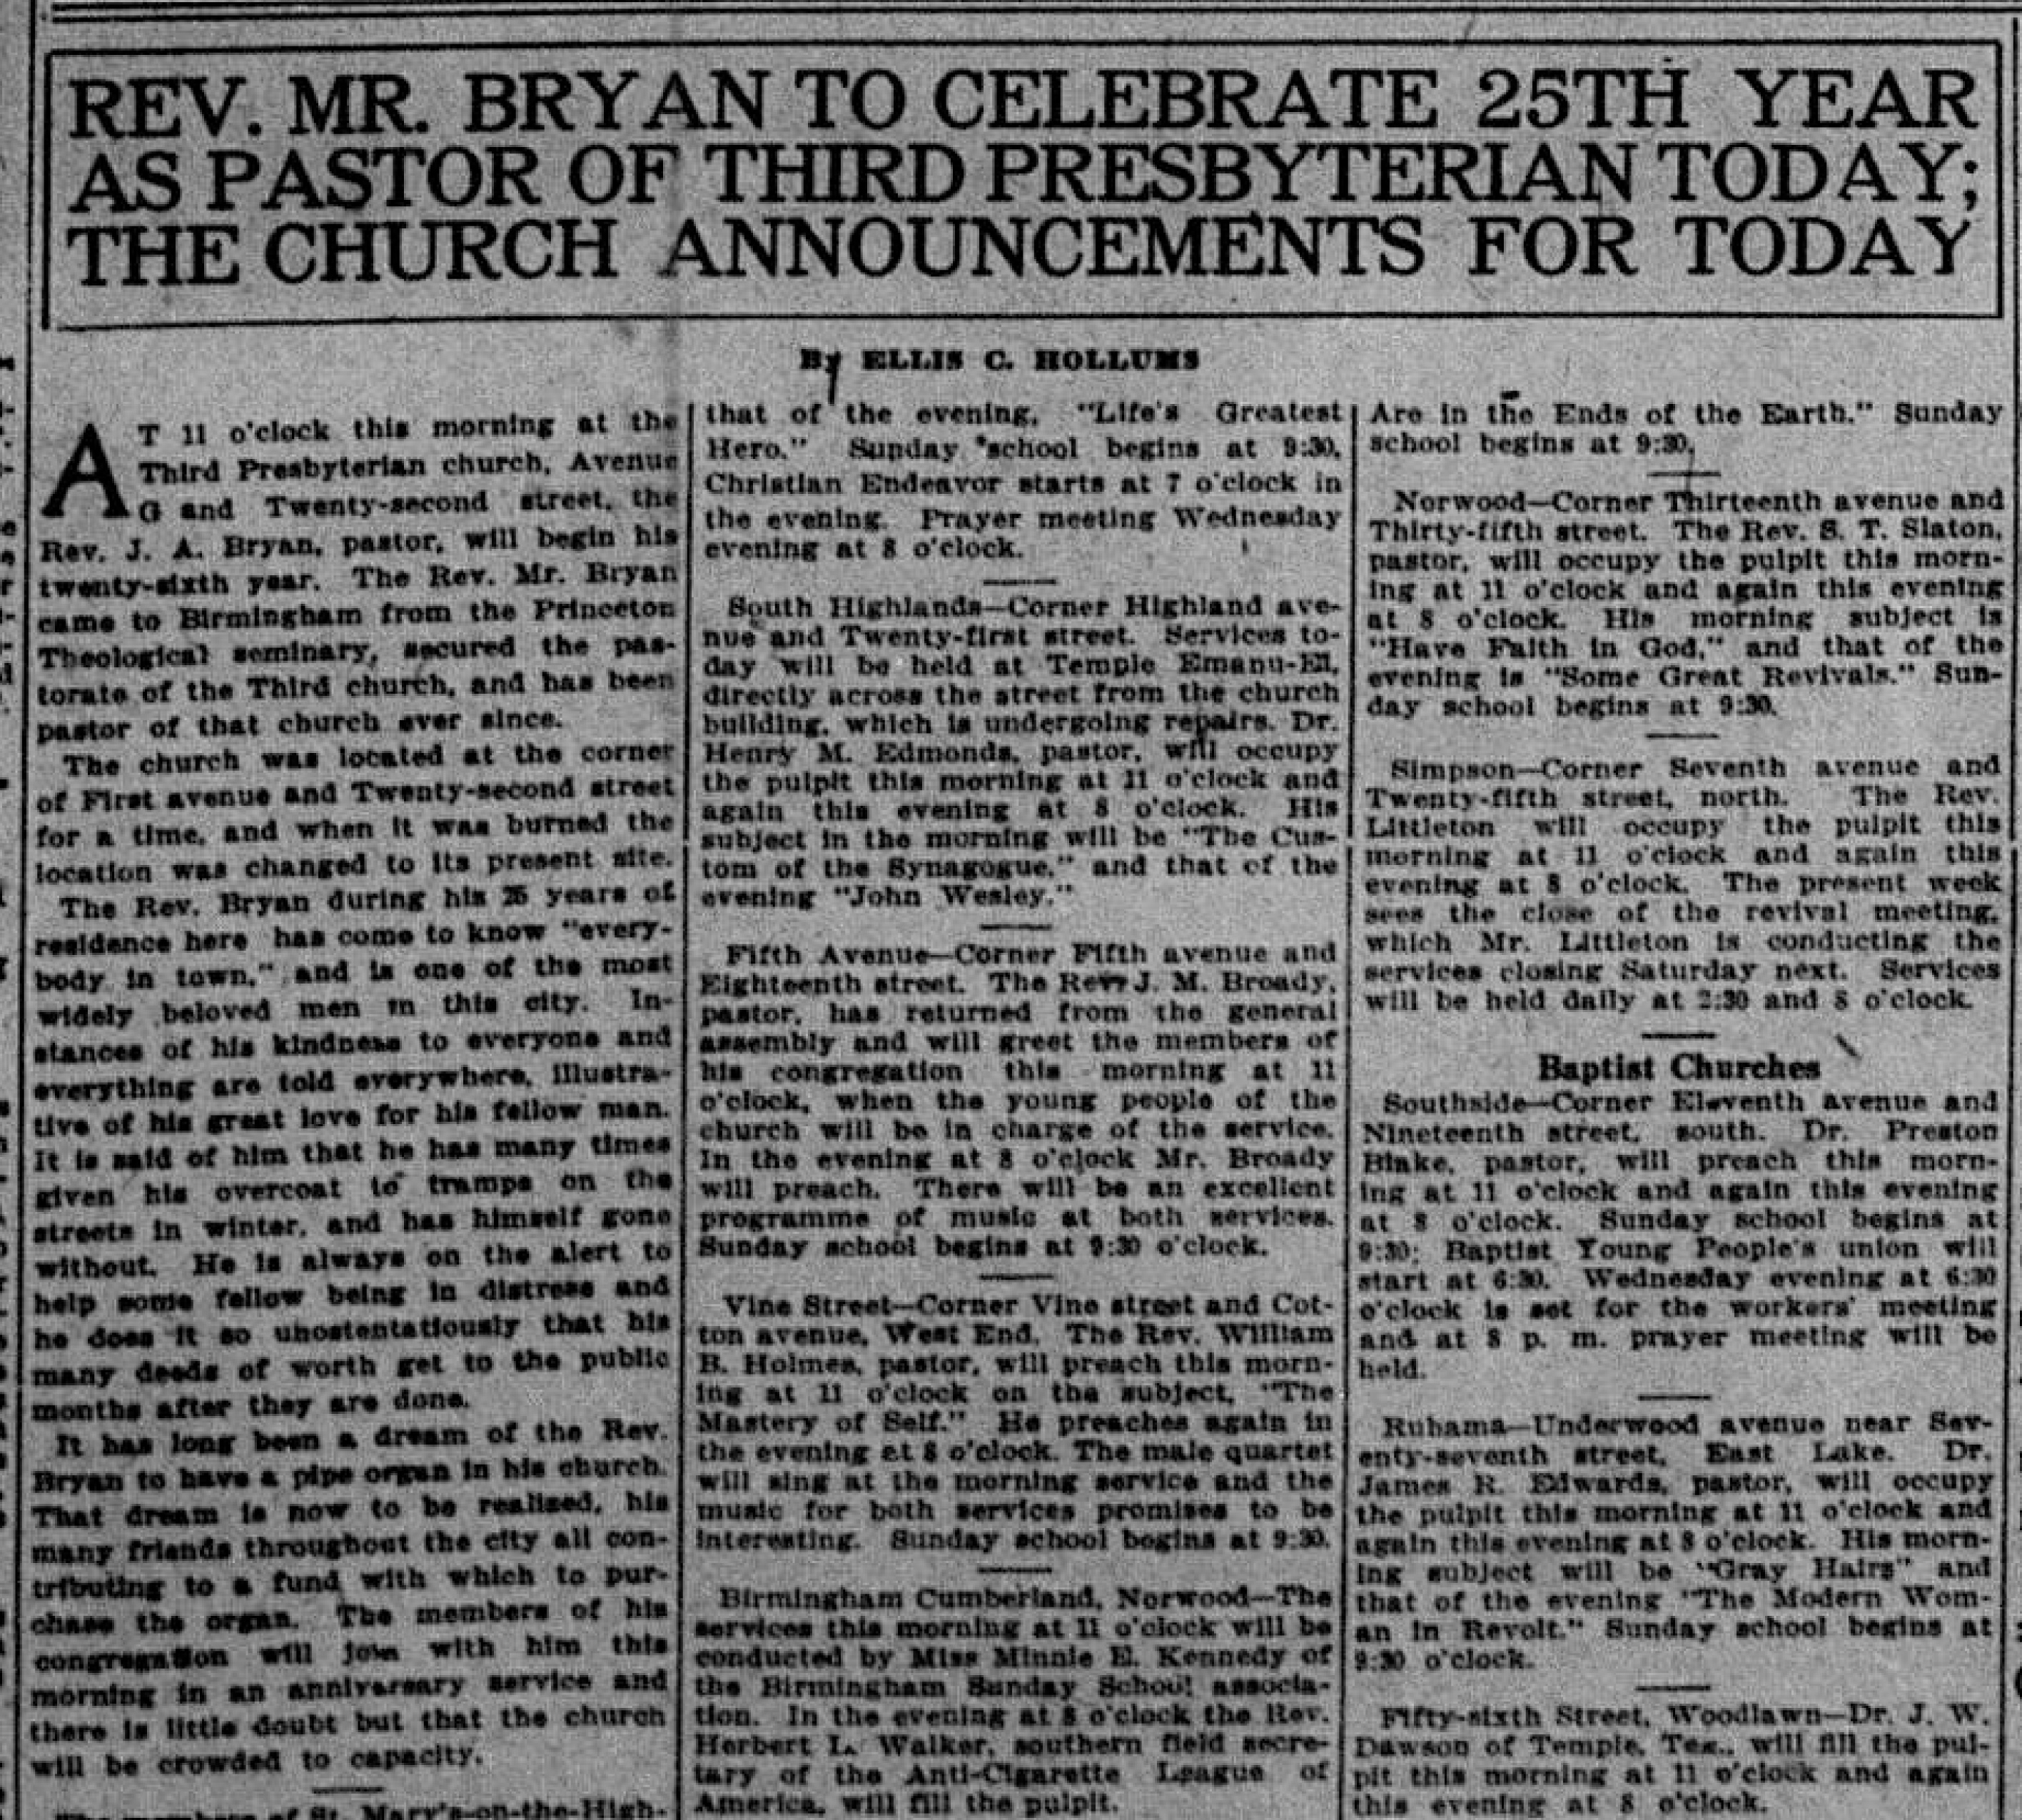 REV. MR. BRYAN TO CELEBRATE 25TH YEAR
AS PASTOR OF THIRD PRESBYTERIAN TODAY;
THE CHURCH ANNOUNCEMENTS FOR TODAY
By ELLIS C. HOLLUMS
AT 11 o'clock this morning at the
Third Presbyterian church, Avenue
G and Twenty-second street, the
Rev. J. A. Bryan, pastor, will begin his
twenty-sixth year. The Rev. Mr. Bryan
came to Birmingham from the Princeton
Theological seminary, secured the pas-
torate of the Third church, and has been
pastor of that church ever since.
The church was located at the corner
of First avenue and Twenty-second street
for a time, and when it was burned the
location was changed to its present site.
The Rev. Bryan during his 25 years of
residence here has come to know "every-
body in town," and is one of the most
widely beloved men in this city. In-
stances of his kindness to everyone and
everything are told everywhere, illustra-
tive of his great love for his fellow man.
It is said of him that he has many times
given his overcoat to tramps on the
streets in winter, and has himself gone
without. He is always on the alert to
help some fellow being in distress and
he does it so uhostentatiously that his
many deeds of worth get to the public
months after they are done.
It has long been a dream of the Rev.
Bryan to have a pipe organ in his church.
That dream is now to be realized, his
many friends throughout the city all con-
tributing to a fund with which to pur-
chase the organ. The members of his
congregation will join with him this
morning in an anniversary service and
there is little doubt but that the church
will be crowded to capacity.
The members of St. Mary's-on-the-High-
that of the evening, "Life's Greatest
Hero." Sunday school begins at 9:30.
Christian Endeavor starts at 7 o'clock in
the evening. Prayer meeting Wednesday
evening at 8 o'clock.
South Highlands—Corner Highland ave-
nue and Twenty-first street. Services to-
day will be held at Temple Emanu-El,
directly across the street from the church
building, which is undergoing repairs. Dr.
Henry M. Edmonds, pastor, will occupy
the pulpit this morning at 11 o'clock and
again this evening at 8 o'clock. His
subject in the morning will be "The Cus-
tom of the Synagogue," and that of the
evening "John Wesley."
Fifth Avenue—Corner Fifth avenue and
Eighteenth street. The Rev. J. M. Broady,
pastor, has returned from the general
assembly and will greet the members of
his congregation this morning at 11
o'clock, when the young people of the
church will be in charge of the service.
In the evening at 8 o'clock Mr. Broady
will preach. There will be an excellent
programme of music at both services.
Sunday school begins at 9:30 o'clock.
Vine Street—Corner Vine street and Cot-
ton avenue, West End. The Rev. William
B. Holmes, pastor, will preach this morn-
ing at 11 o'clock on the subject, "The
Mastery of Self." He preaches again in
the evening at 8 o'clock. The male quartet
will sing at the morning service and the
music for both services promises to be
interesting. Sunday school begins at 9:30.
Birmingham Cumberland, Norwood—The
services this morning at 11 o'clock will be
conducted by Miss Minnie E. Kennedy of
the Birmingham Sunday School associa-
tion. In the evening at 8 o'clock the Rev.
Herbert L. Walker, southern field secre-
tary of the Anti-Cigarette League of
America, will fill the pulpit.
Are in the Ends of the Earth." Sunday
school begins at 9:30.
Norwood—Corner Thirteenth avenue and
Thirty-fifth street. The Rev. S. T. Slaton,
pastor, will occupy the pulpit this morn-
ing at 11 o'clock and again this evening
at 8 o'clock. His morning subject is
"Have Faith in God," and that of the
evening is "Some Great Revivals." Sun-
day school begins at 9:30.
Simpson—Corner Seventh avenue and
Twenty-fifth street, north. The Rev.
Littleton will occupy the pulpit this
morning at 11 o'clock and again this
evening at 8 o'clock. The present week
sees the close of the revival meeting,
which Mr. Littleton is conducting the
services closing Saturday next. Services
will be held daily at 2:30 and 8 o'clock.
Baptist Churches
Southside—Corner Eleventh avenue and
Nineteenth street, south. Dr. Preston
Blake, pastor, will preach this morn-
ing at 11 o'clock and again this evening
at 8 o'clock. Sunday school begins at
9:30; Baptist Young People's union will
start at 6:30. Wednesday evening at 6:30
o'clock is set for the workers' meeting
and at 8 p. m. prayer meeting will be
held.
Ruhama—Underwood avenue near Sev-
enty-seventh street, East Lake. Dr.
James R. Edwards, pastor, will occupy
the pulpit this morning at 11 o'clock and
again this evening at 8 o'clock. His morn-
ing subject will be "Gray Hairs" and
that of the evening "The Modern Wom-
an in Revolt." Sunday school begins at
9:30 o'clock.
Fifty-sixth Street, Woodlawn—Dr. J. W.
Dawson of Temple, Tex., will fill the pul-
pit this morning at 11 o'clock and again
this evening at 8 o'clock.